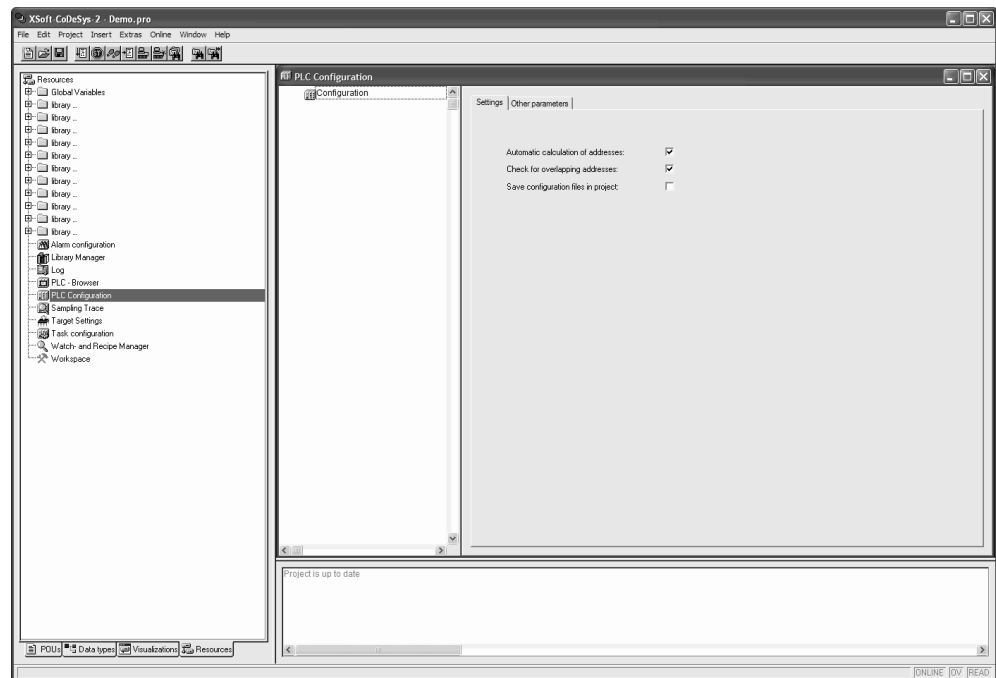 XSoft-CoDeSys-2 - Demo.pro
File Edit Project Insert Extras Online Window Help
Resources
Global Variables
library ..
library ..
library ..
library ..
library ..
library ..
library ..
library ..
library ..
library ..
library ..
Alarm configuration
Library Manager
Log
PLC - Browser
PLC Configuration
Sampling Trace
Target Settings
Task configuration
Watch- and Recipe Manager
Workspace
POUs Data types Visualizations Resources
PLC Configuration
Configuration
Settings Other parameters
Automatic calculation of addresses:
Check for overlapping addresses:
Save configuration files in project:
Project is up to date
ONLINE OV READ